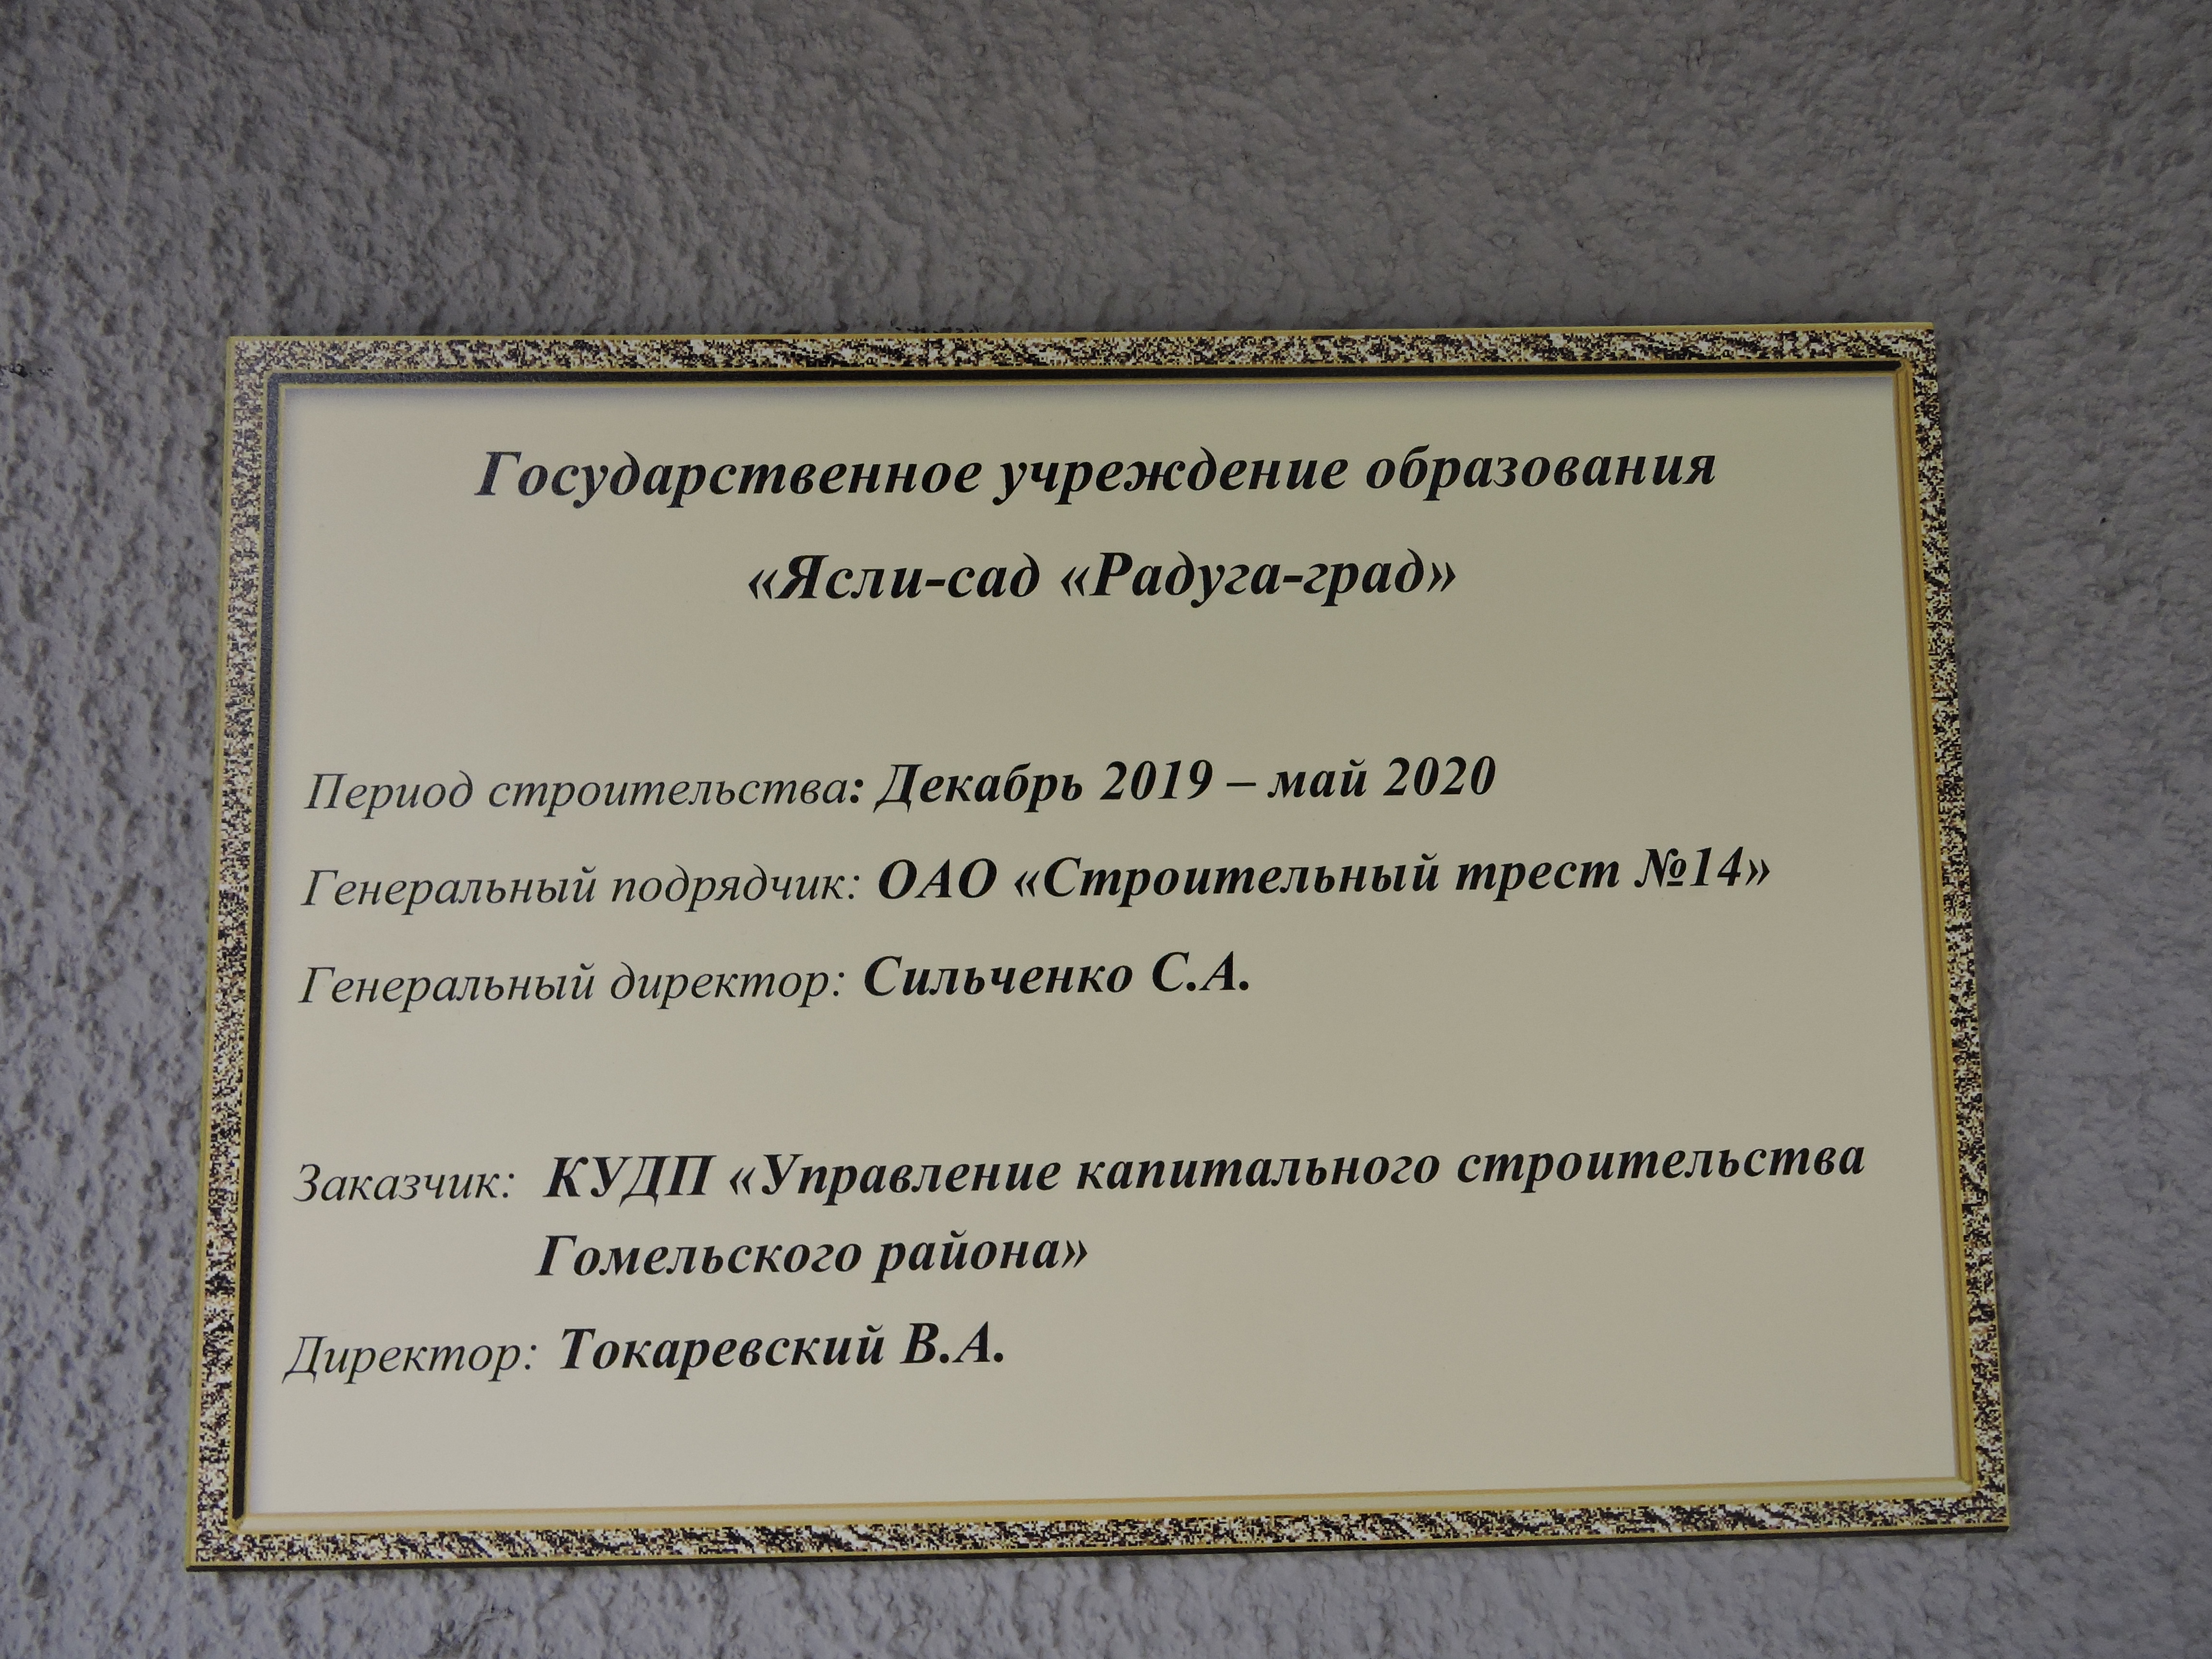 Государственное учреждение образования
«Ясли-сад «Радуга-град»
Период строительства: Декабрь 2019 – май 2020
Генеральный подрядчик: ОАО «Строительный трест №14»
Генеральный директор: Сильченко С.А.
Заказчик: КУДП «Управление капитального строительства
Гомельского района»
Директор: Токаревский В.А.